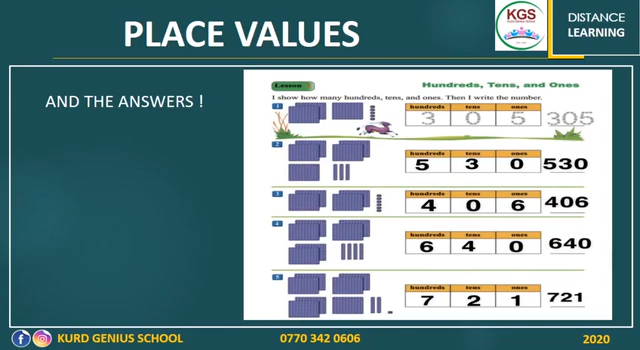 PLACE VALUES
KGS
DISTANCE
LEARNING
AND THE ANSWERS !
Lesson
Hundreds, Tens, and Ones
I show how many hundreds, tens, and ones. Then I write the number.
1
hundreds tens ones
3 0 5 305
2
hundreds tens ones
5 3 0 530
3
hundreds tens ones
4 0 6 406
4
hundreds tens ones
6 4 0 640
5
hundreds tens ones
7 2 1 721
KURD GENIUS SCHOOL
0770 342 0606
2020